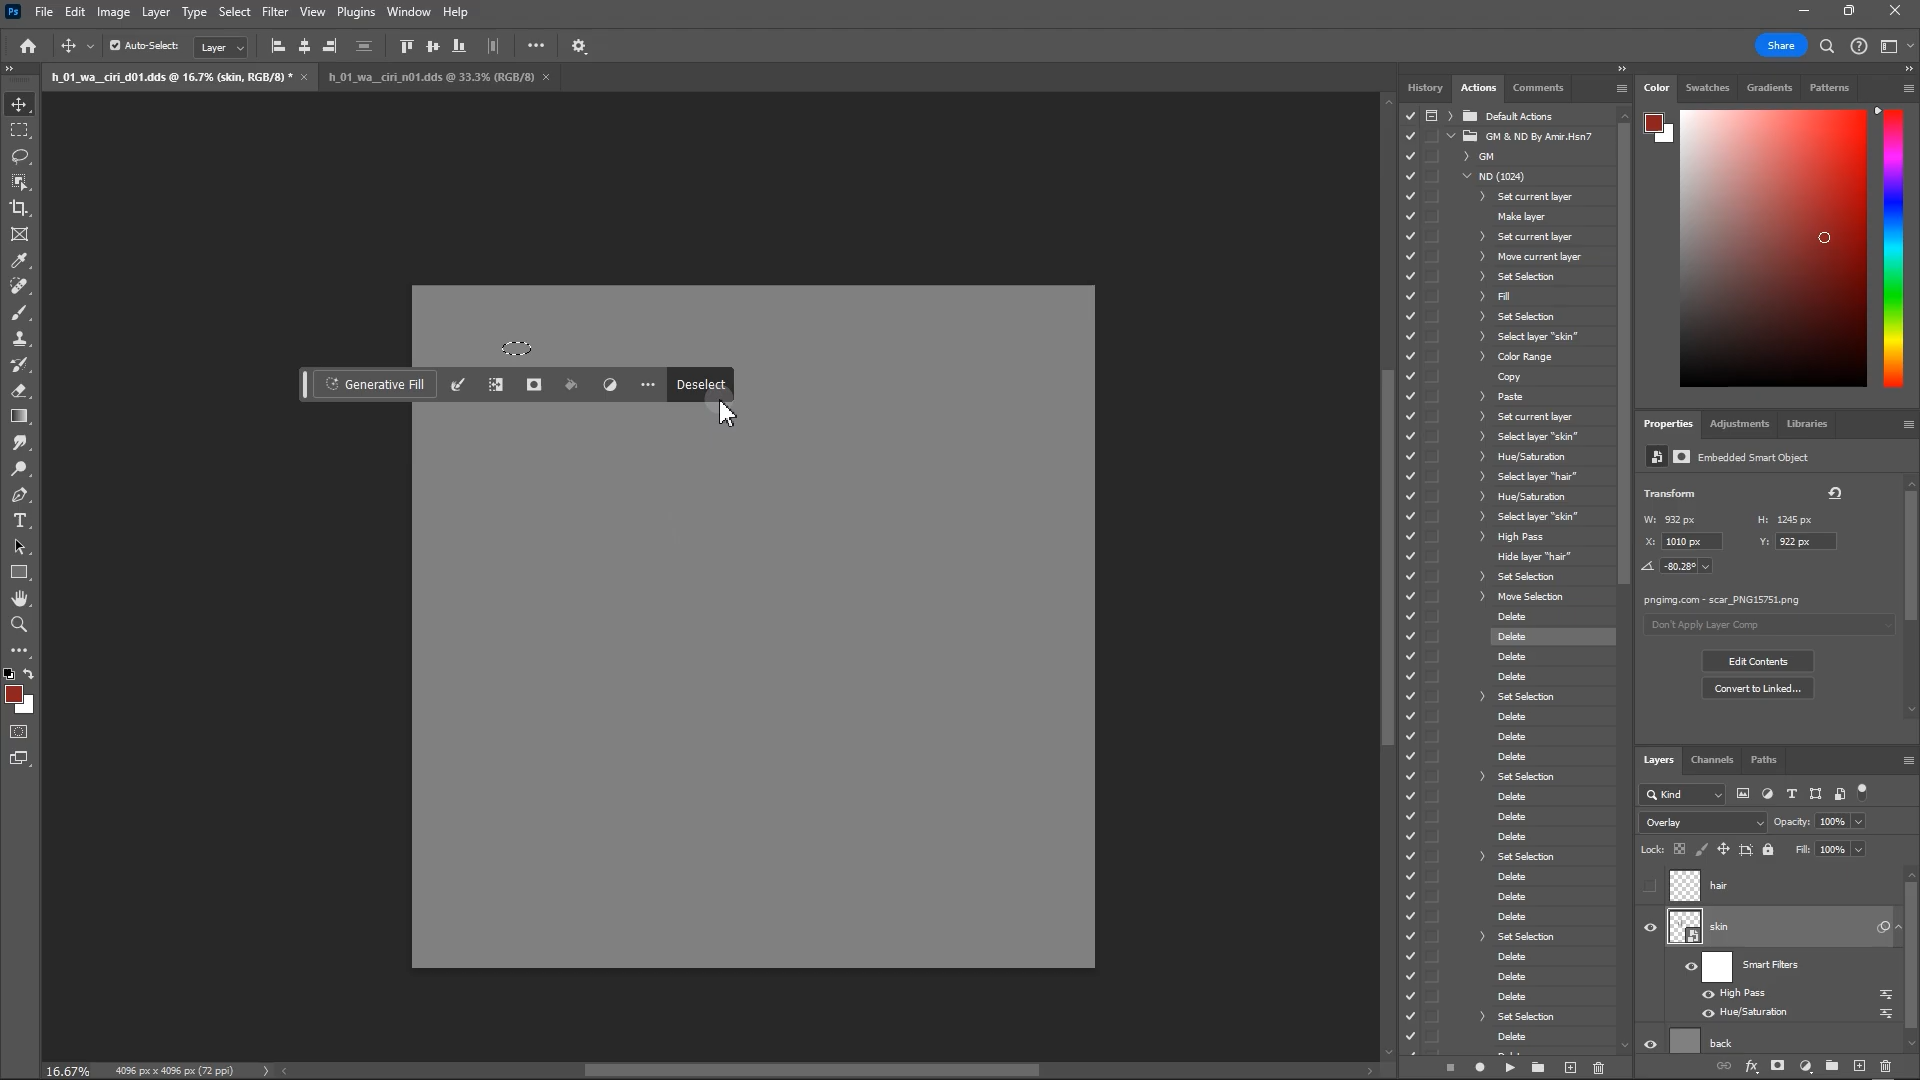 Ps File Edit Image Layer Type Select Filter View Plugins Window Help
Auto-Select: Layer Share
h_01_wa__ciri_d01.dds @ 16.7% (skin, RGB/8) * h_01_wa__ciri_n01.dds @ 33.3% (RGB/8)
History Actions Comments
Default Actions
GM & ND By Amir.Hsn7
GM
ND (1024)
Set current layer
Make layer
Set current layer
Move current layer
Set Selection
Fill
Set Selection
Select layer "skin"
Color Range
Copy
Paste
Set current layer
Select layer "skin"
Hue/Saturation
Select layer "hair"
Hue/Saturation
Select layer "skin"
High Pass
Hide layer "hair"
Set Selection
Move Selection
Delete
Delete
Delete
Delete
Set Selection
Delete
Delete
Delete
Set Selection
Delete
Delete
Delete
Set Selection
Delete
Delete
Delete
Set Selection
Delete
Delete
Delete
Set Selection
Delete
Generative Fill Deselect
Color Swatches Gradients Patterns
Properties Adjustments Libraries
Embedded Smart Object
Transform
W: 932 px H: 1245 px
X: 1010 px Y: 922 px
-80.28°
pngimg.com - scar_PNG15751.png
Don't Apply Layer Comp
Edit Contents
Convert to Linked...
Layers Channels Paths
Kind
Overlay Opacity: 100%
Lock: Fill: 100%
hair
skin
Smart Filters
High Pass
Hue/Saturation
back
16.67% 4096 px x 4096 px (72 ppi)